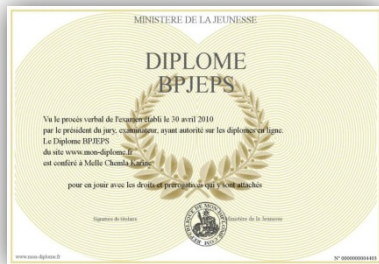 MINISTERE DE LA JEUNESSE
DIPLOME
BPJEPS
Vu le procès verbal de l'examen établi le 30 avril 2010
par le président du jury, examinateur, ayant autorité sur les diplomes en ligne.
Le Diplome BPJEPS
du site www.mon-diplome.fr
est conféré à Melle Chemla Karine
pour en jouir avec les droits et prérogatives qui y sont attachés
Signature du titulaire
Ministère de la Jeunesse
www.mon-diplome.fr
N° 0000000004403